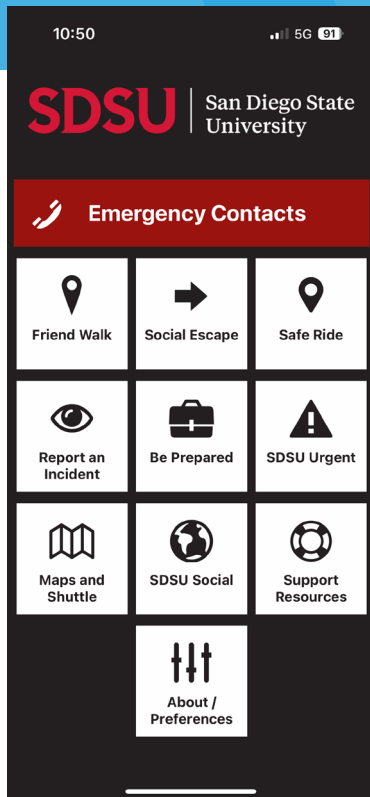 10:50
5G 91
SDSU
San Diego State
University
Emergency Contacts
Friend Walk
Social Escape
Safe Ride
Report an
Incident
Be Prepared
SDSU Urgent
Maps and
Shuttle
SDSU Social
Support
Resources
About /
Preferences